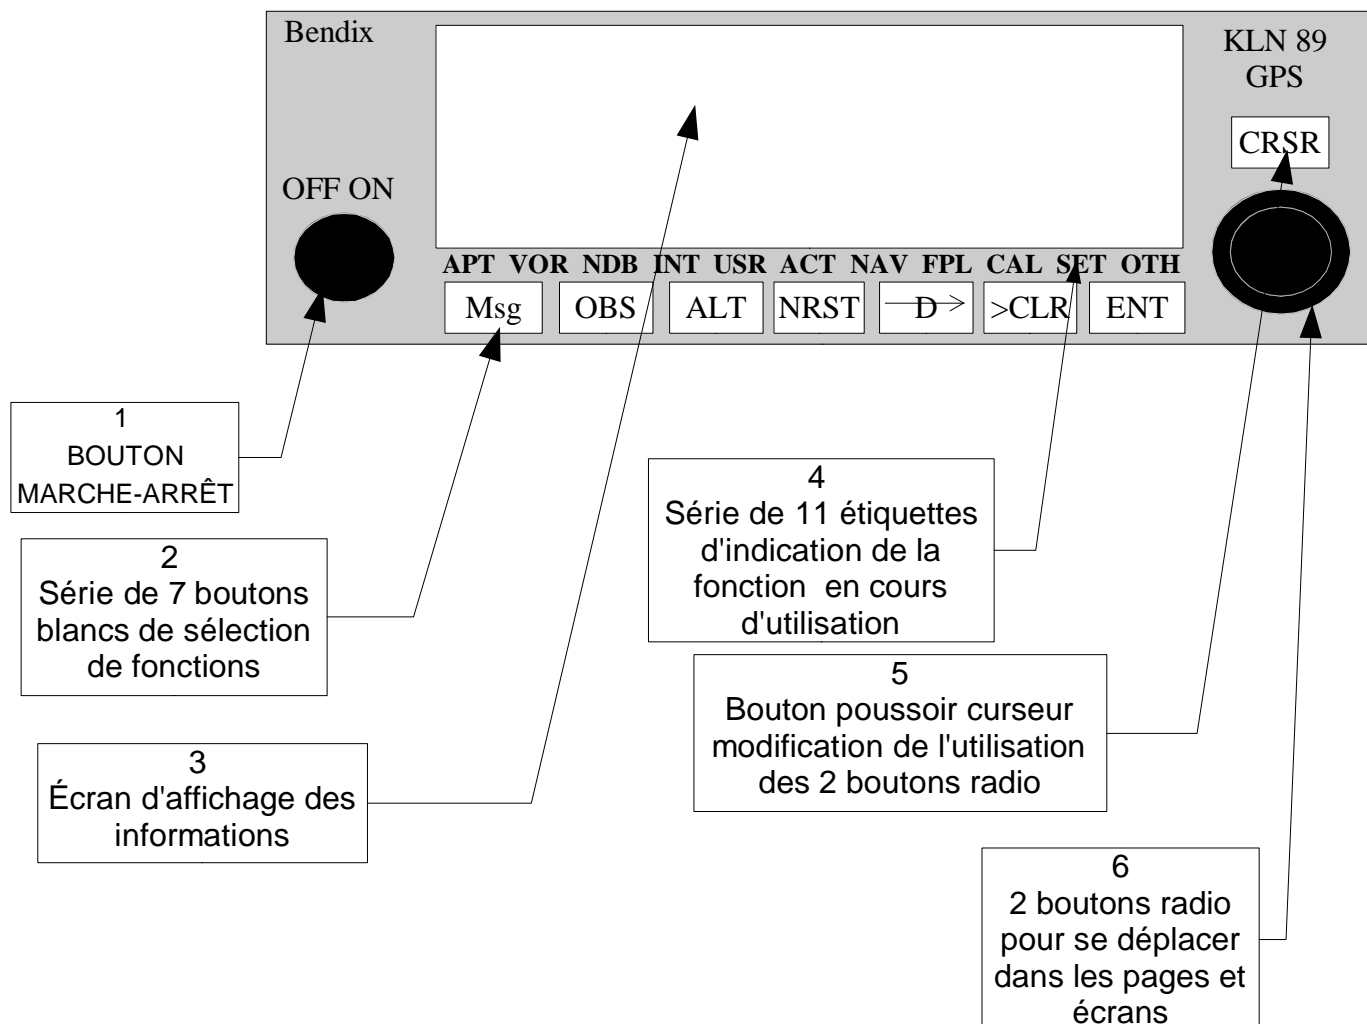 Bendix
KLN 89
GPS
CRSR
OFF ON
APT VOR NDB INT USR ACT NAV FPL CAL SET OTH
Msg OBS ALT NRST D >CLR ENT
1
BOUTON
MARCHE-ARRÊT
2
Série de 7 boutons
blancs de sélection
de fonctions
3
Écran d'affichage des
informations
4
Série de 11 étiquettes
d'indication de la
fonction en cours
d'utilisation
5
Bouton poussoir curseur
modification de l'utilisation
des 2 boutons radio
6
2 boutons radio
pour se déplacer
dans les pages et
écrans